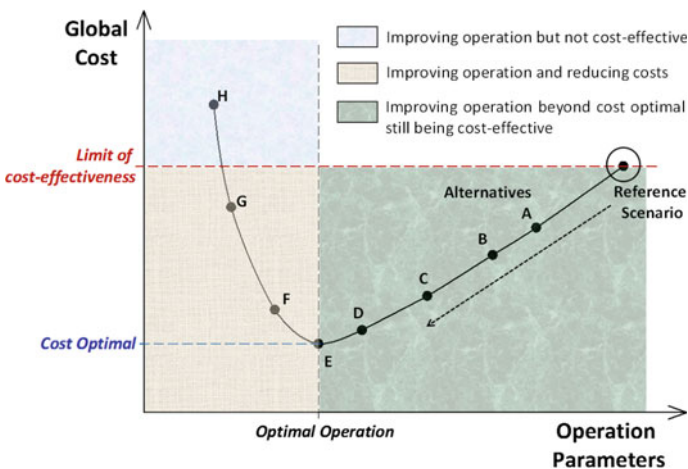 Global
Cost
Improving operation but not cost-effective
Improving operation and reducing costs
Improving operation beyond cost optimal
still being cost-effective
H
Limit of
cost-effectiveness
Alternatives
Reference
Scenario
G
A
B
C
F
D
Cost Optimal
E
Optimal Operation
Operation
Parameters